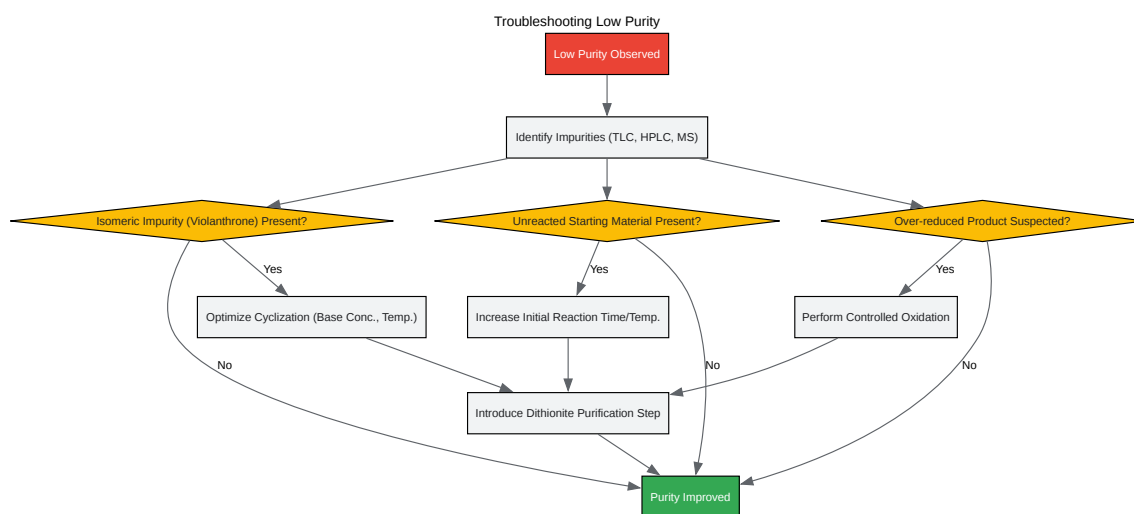 Troubleshooting Low Purity
Low Purity Observed
Identify Impurities (TLC, HPLC, MS)
Isomeric Impurity (Violanthrone) Present?
Unreacted Starting Material Present?
Over-reduced Product Suspected?
Yes
Yes
Yes
Optimize Cyclization (Base Conc., Temp.)
Increase Initial Reaction Time/Temp.
Perform Controlled Oxidation
No
No
No
Introduce Dithionite Purification Step
Purity Improved